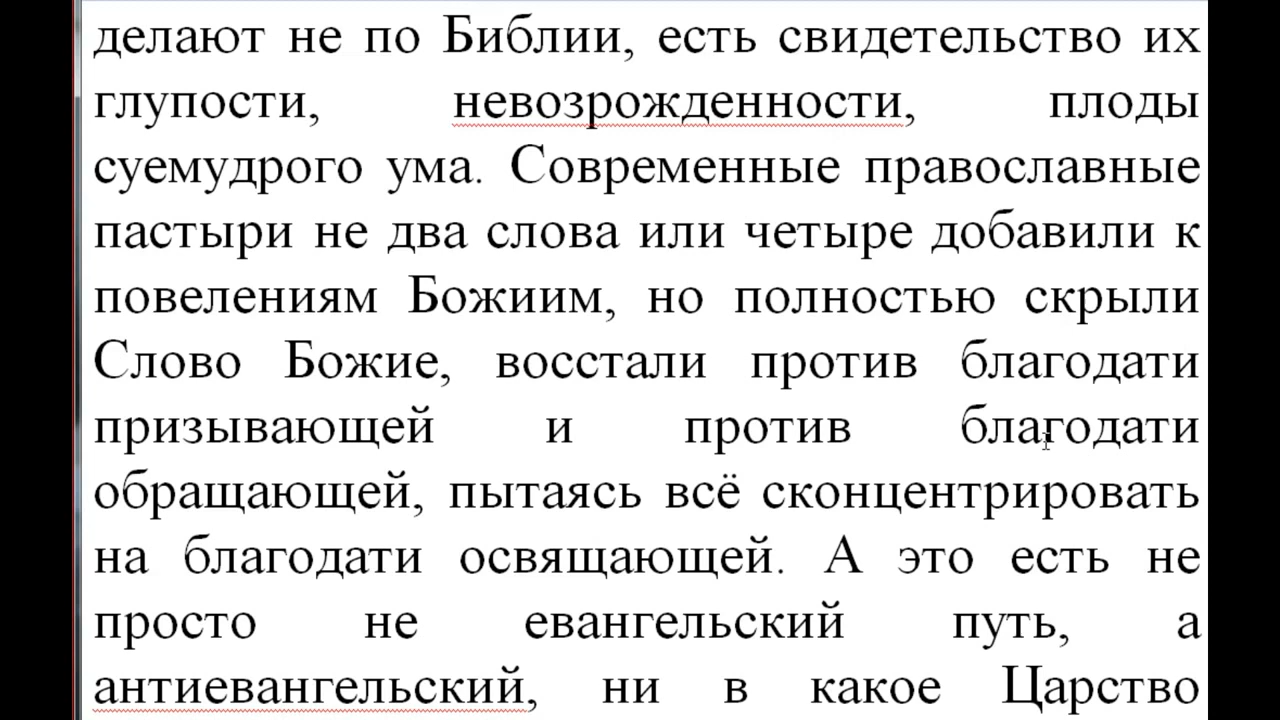 делают не по Библии, есть свидетельство их
глупости, невозрожденности, плоды
суемудрого ума. Современные православные
пастыри не два слова или четыре добавили к
повелениям Божиим, но полностью скрыли
Слово Божие, восстали против благодати
призывающей и против благодати
обращающей, пытаясь всё сконцентрировать
на благодати освящающей. А это есть не
просто не евангельский путь, а
антиевангельский, ни в какое Царство